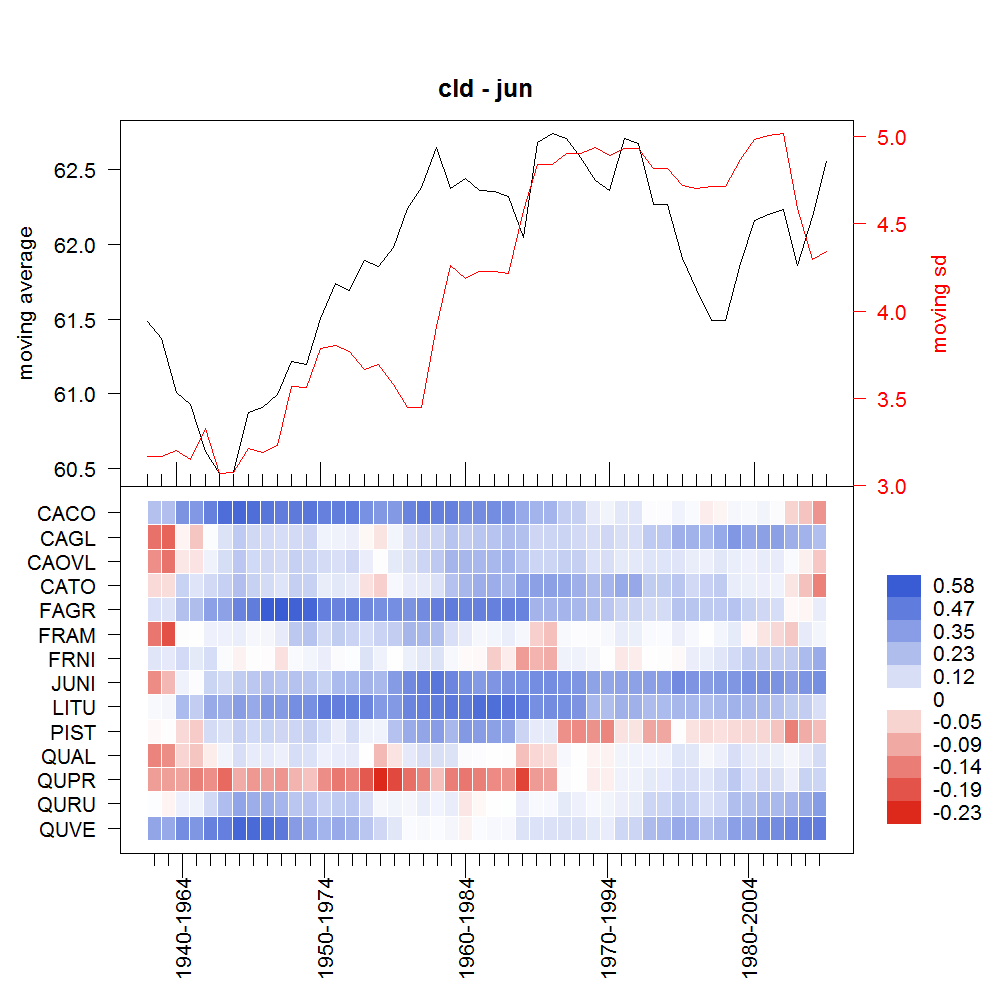 cld - jun
moving average
62.5
62.0
61.5
61.0
60.5
5.0
4.5
4.0
3.5
3.0
moving sd
CACO
CAGL
CAOVL
CATO
FAGR
FRAM
FRNI
JUNI
LITU
PIST
QUAL
QUPR
QURU
QUVE
0.58
0.47
0.35
0.23
0.12
0
-0.05
-0.09
-0.14
-0.19
-0.23
1940-1964
1950-1974
1960-1984
1970-1994
1980-2004